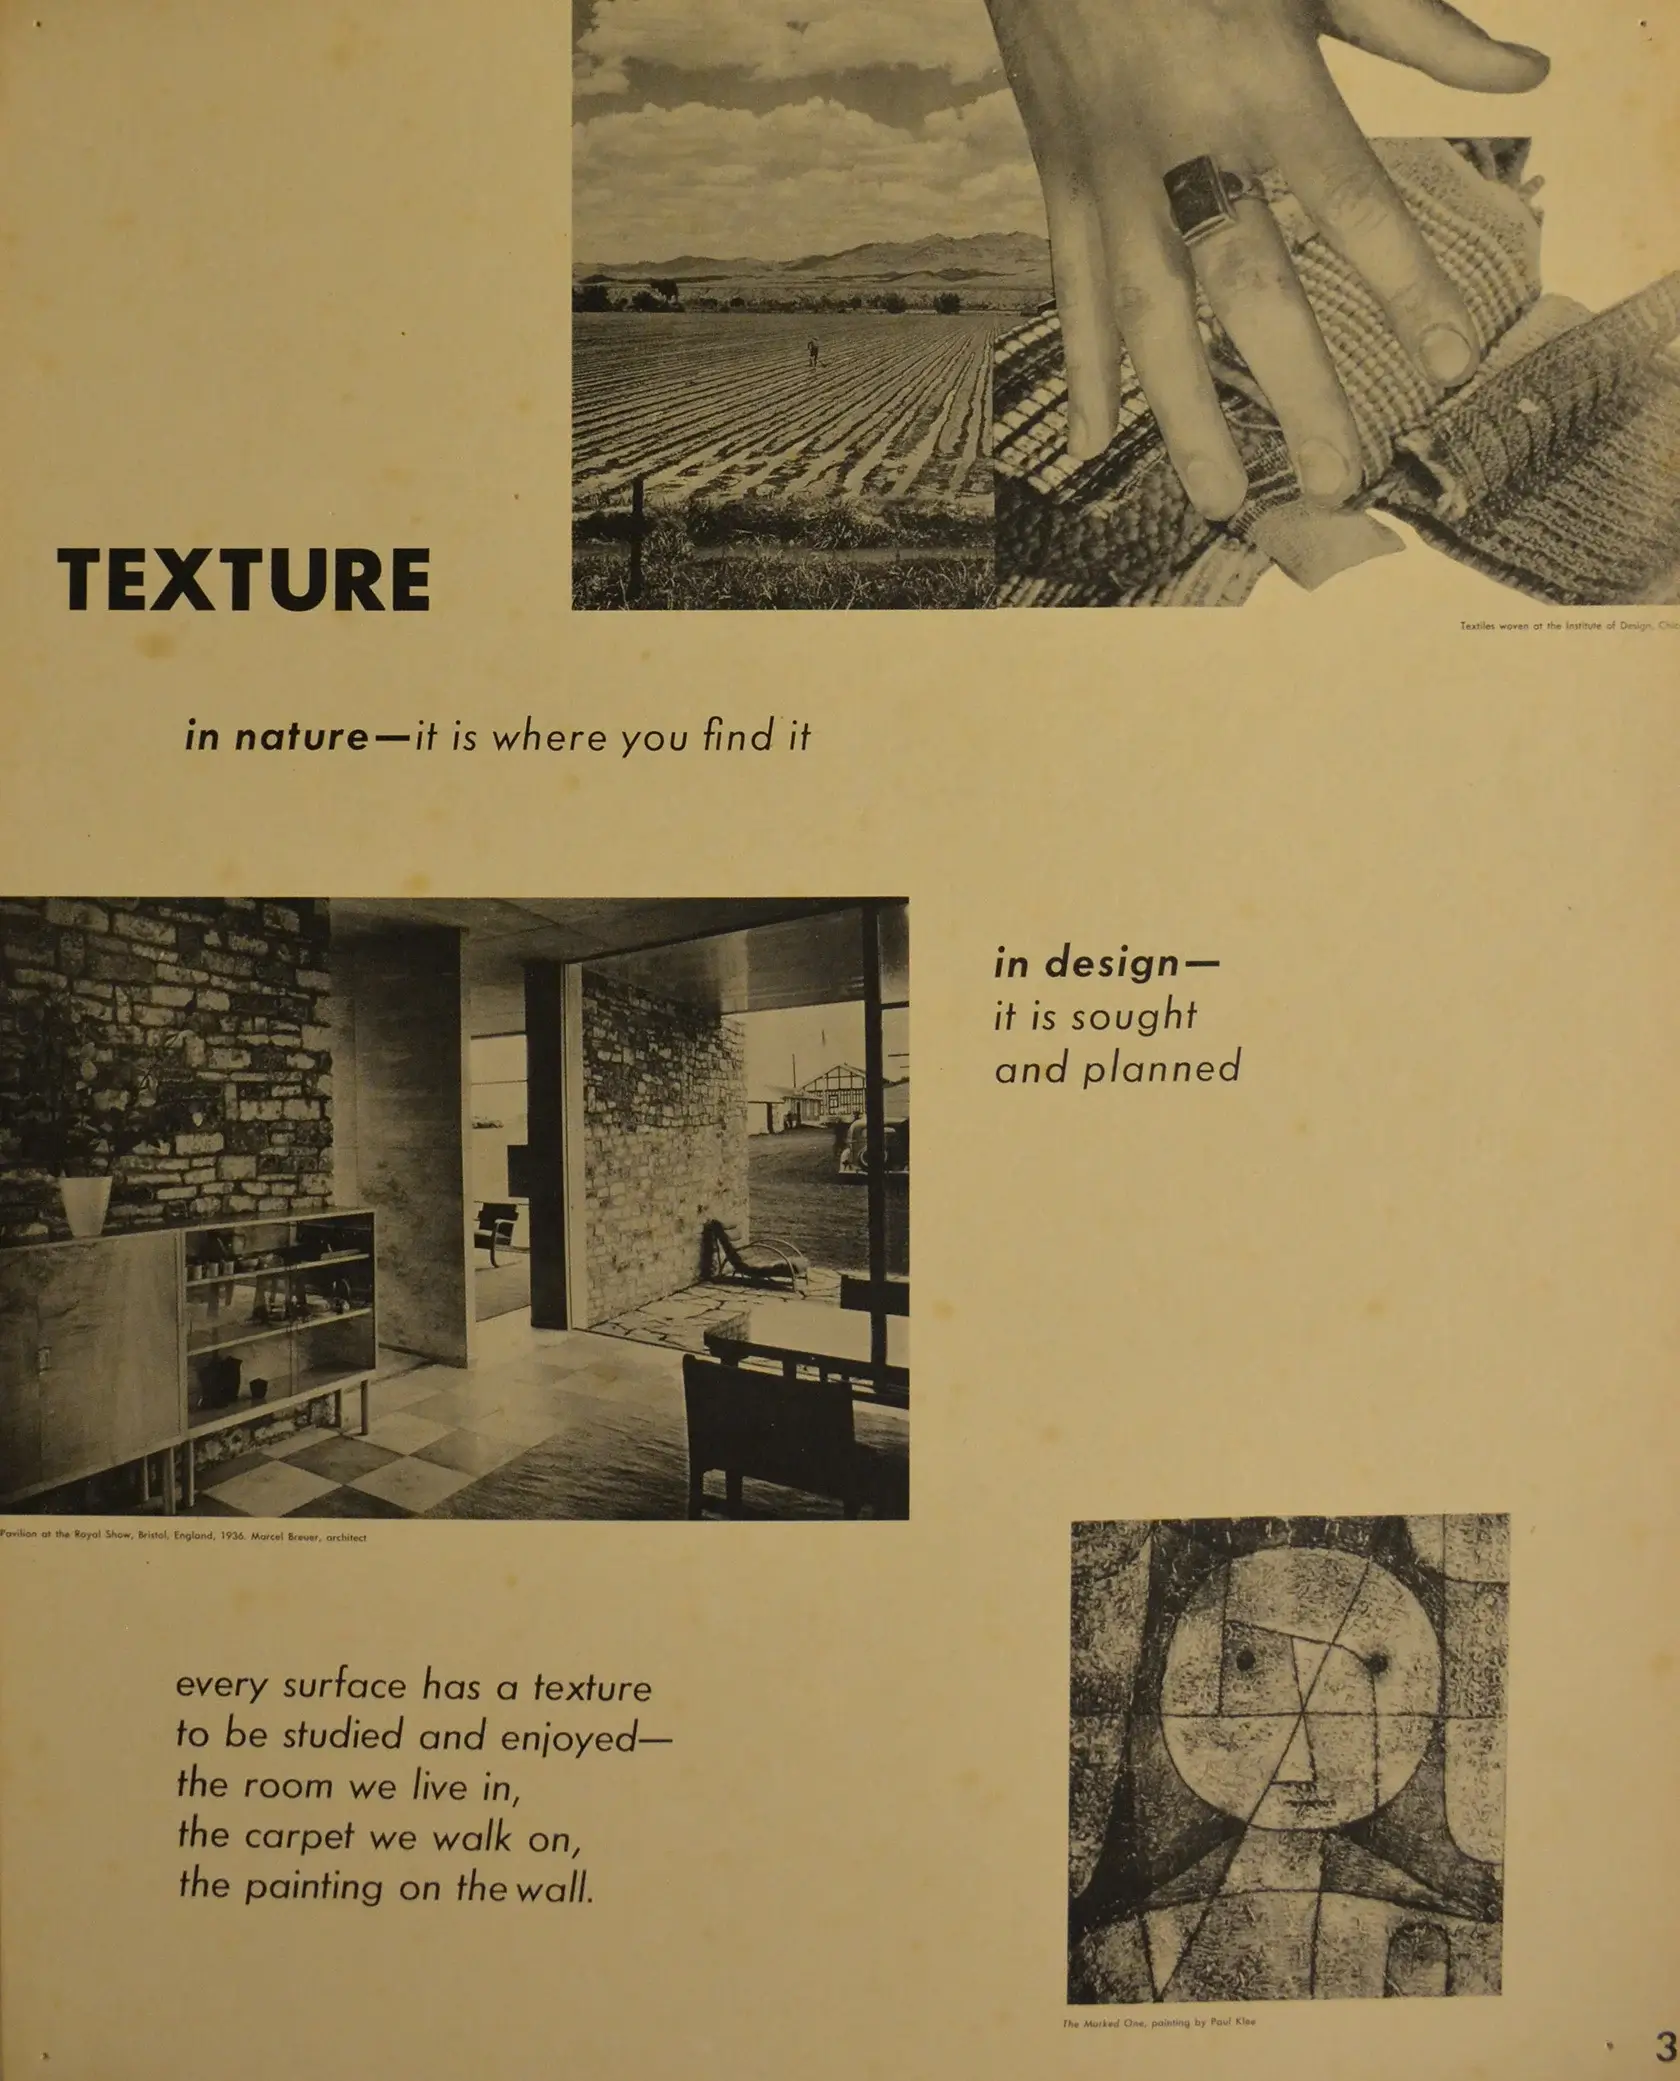 TEXTURE
Textiles woven at the Institute of Design,
in nature—it is where you find it
in design—
it is sought
and planned
Pavilion at the Royal Show, Bristol, England, 1936. Marcel Breuer, architect
every surface has a texture
to be studied and enjoyed—
the room we live in,
the carpet we walk on,
the painting on the wall.
The Marked One, painting by Paul Klee
3